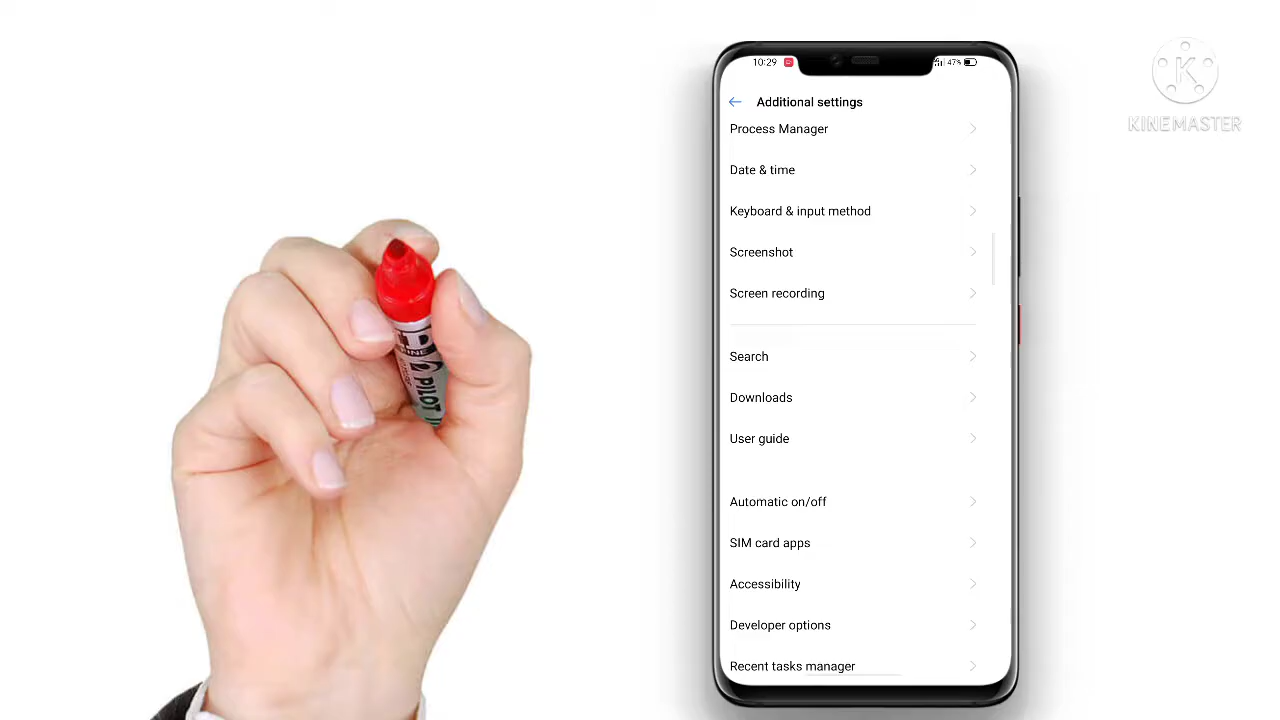 10:29
47%
Additional settings
Process Manager
Date & time
Keyboard & input method
Screenshot
Screen recording
Search
Downloads
User guide
Automatic on/off
SIM card apps
Accessibility
Developer options
Recent tasks manager
PILOT
K
KINEMASTER